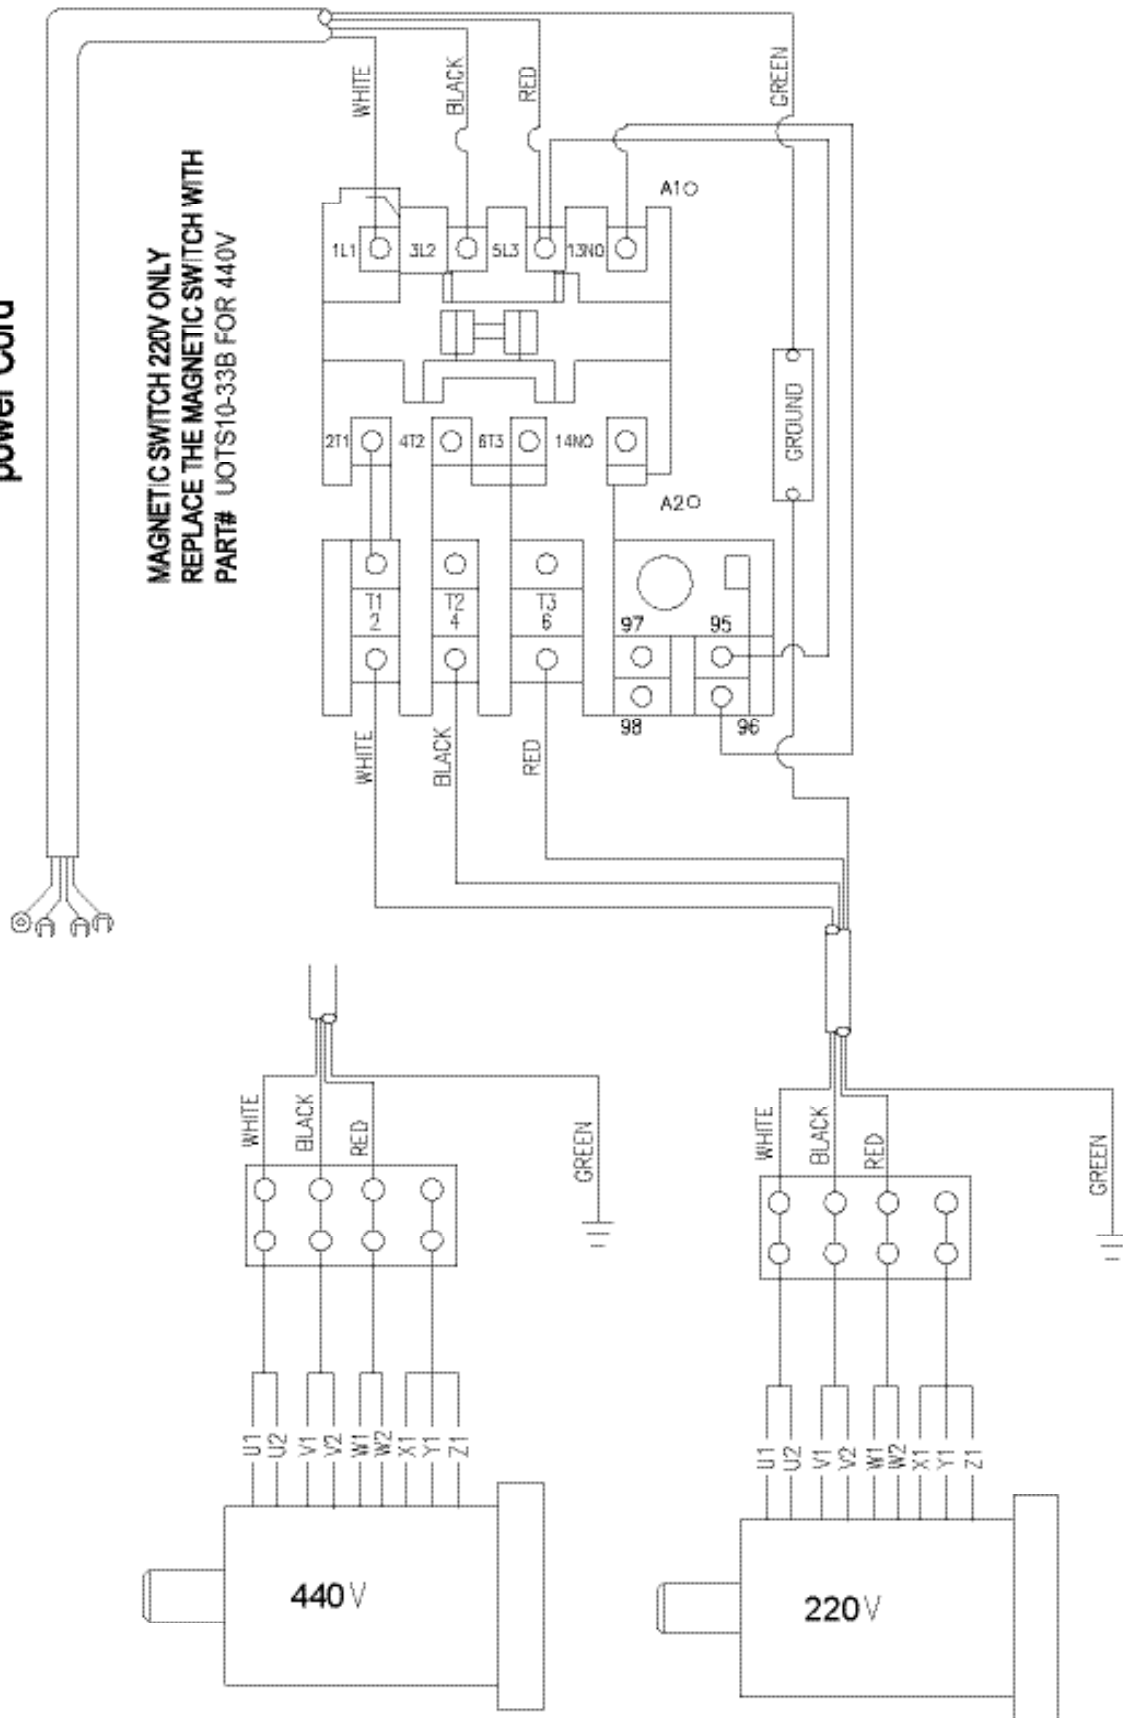 power Cord
MAGNETIC SWITCH 220V ONLY
REPLACE THE MAGNETIC SWITCH WITH
PART# UOTS10-33B FOR 440V
WHITE
BLACK
RED
GREEN
A1
1L1
3L2
5L3
13NO
2T1
4T2
6T3
14NO
A2
GROUND
T1
2
T2
4
T3
6
97
95
98
96
WHITE
BLACK
RED
WHITE
BLACK
RED
GREEN
U1
U2
V1
V2
W1
W2
X1
Y1
Z1
440V
WHITE
BLACK
RED
GREEN
U1
U2
V1
V2
W1
W2
X1
Y1
Z1
220V